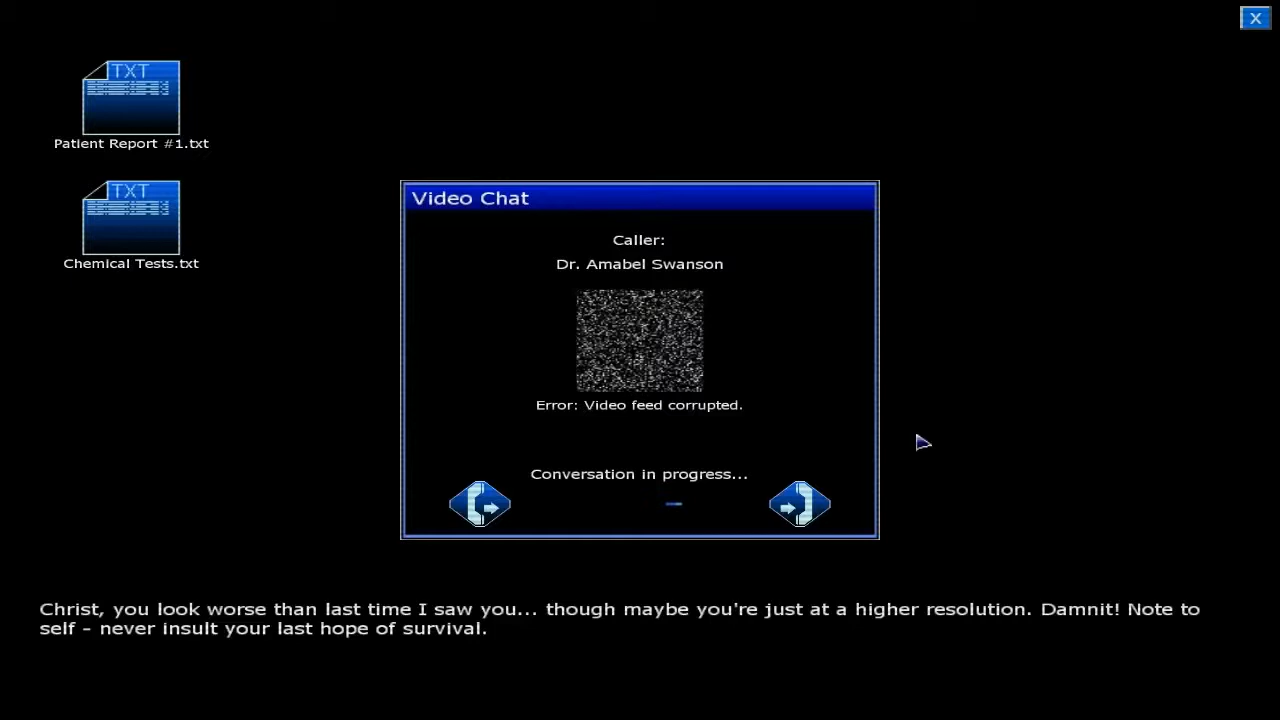 X
TXT
Patient Report #1.txt
TXT
Chemical Tests.txt
Video Chat
Caller:
Dr. Amabel Swanson
Error: Video feed corrupted.
Conversation in progress...
Christ, you look worse than last time I saw you... though maybe you're just at a higher resolution. Damnit! Note to
self - never insult your last hope of survival.